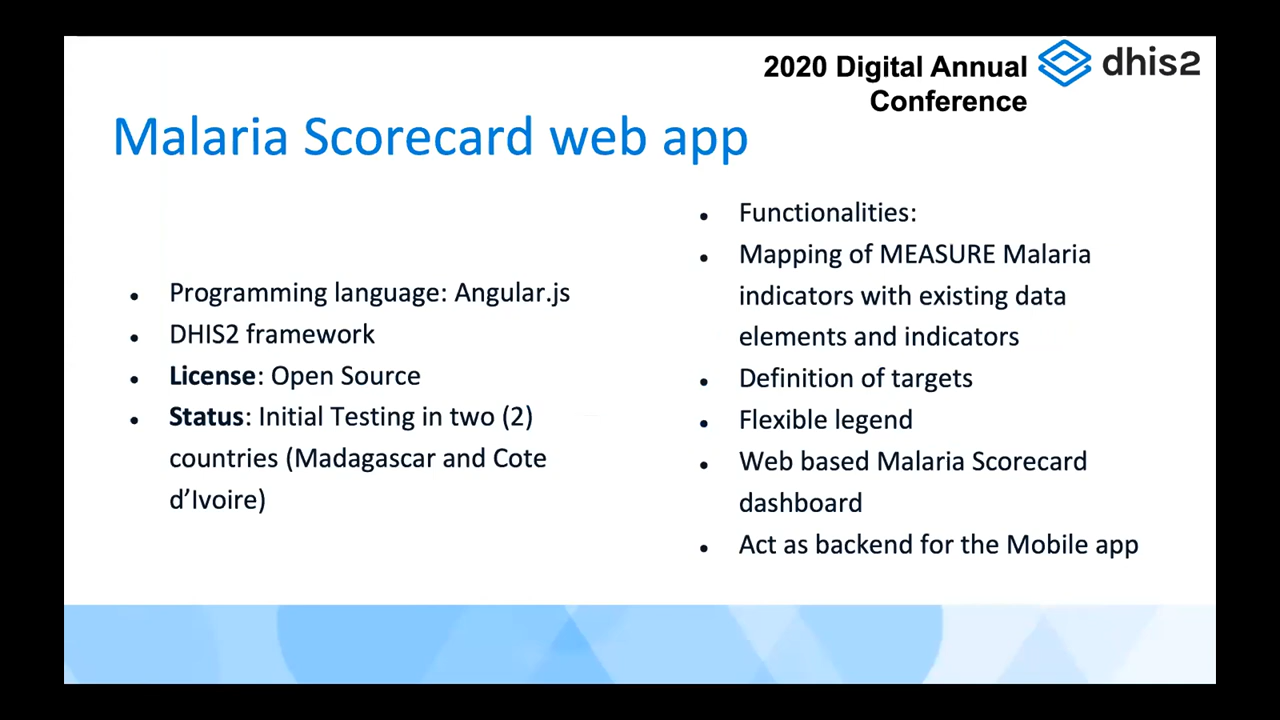 2020 Digital Annual
Conference
dhis2
Malaria Scorecard web app
• Programming language: Angular.js
• DHIS2 framework
• License: Open Source
• Status: Initial Testing in two (2)
countries (Madagascar and Cote
d’Ivoire)
• Functionalities:
• Mapping of MEASURE Malaria
indicators with existing data
elements and indicators
• Definition of targets
• Flexible legend
• Web based Malaria Scorecard
dashboard
• Act as backend for the Mobile app